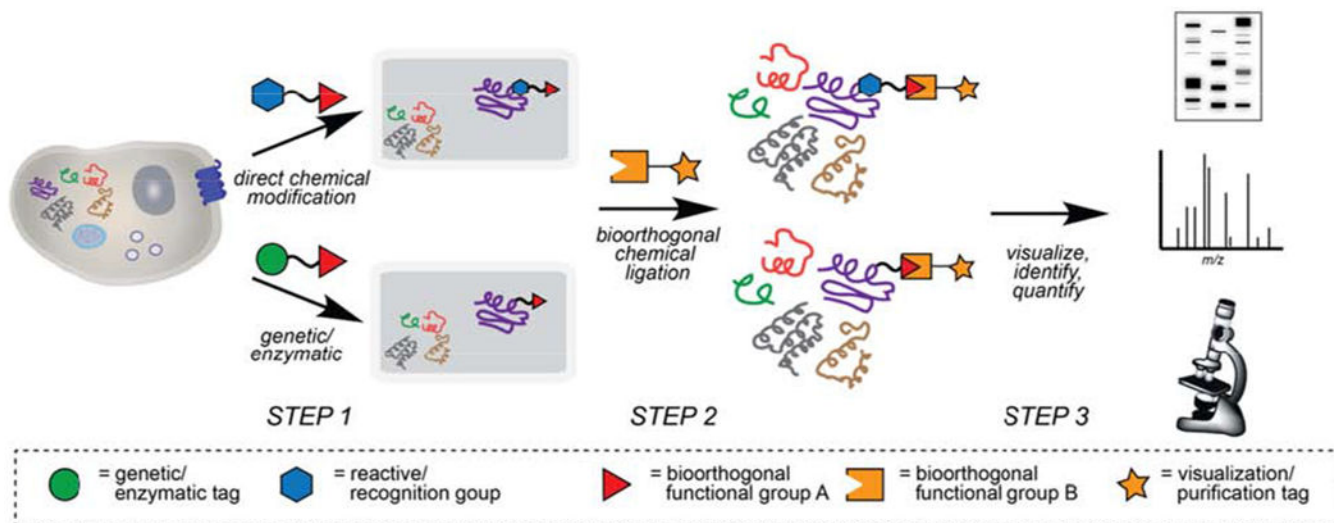 direct chemical
modification
genetic/
enzymatic
bioorthogonal
chemical
ligation
visualize,
identify,
quantify
m/z
STEP 1
STEP 2
STEP 3
= genetic/
enzymatic tag
= reactive/
recognition group
= bioorthogonal
functional group A
= bioorthogonal
functional group B
= visualization/
purification tag